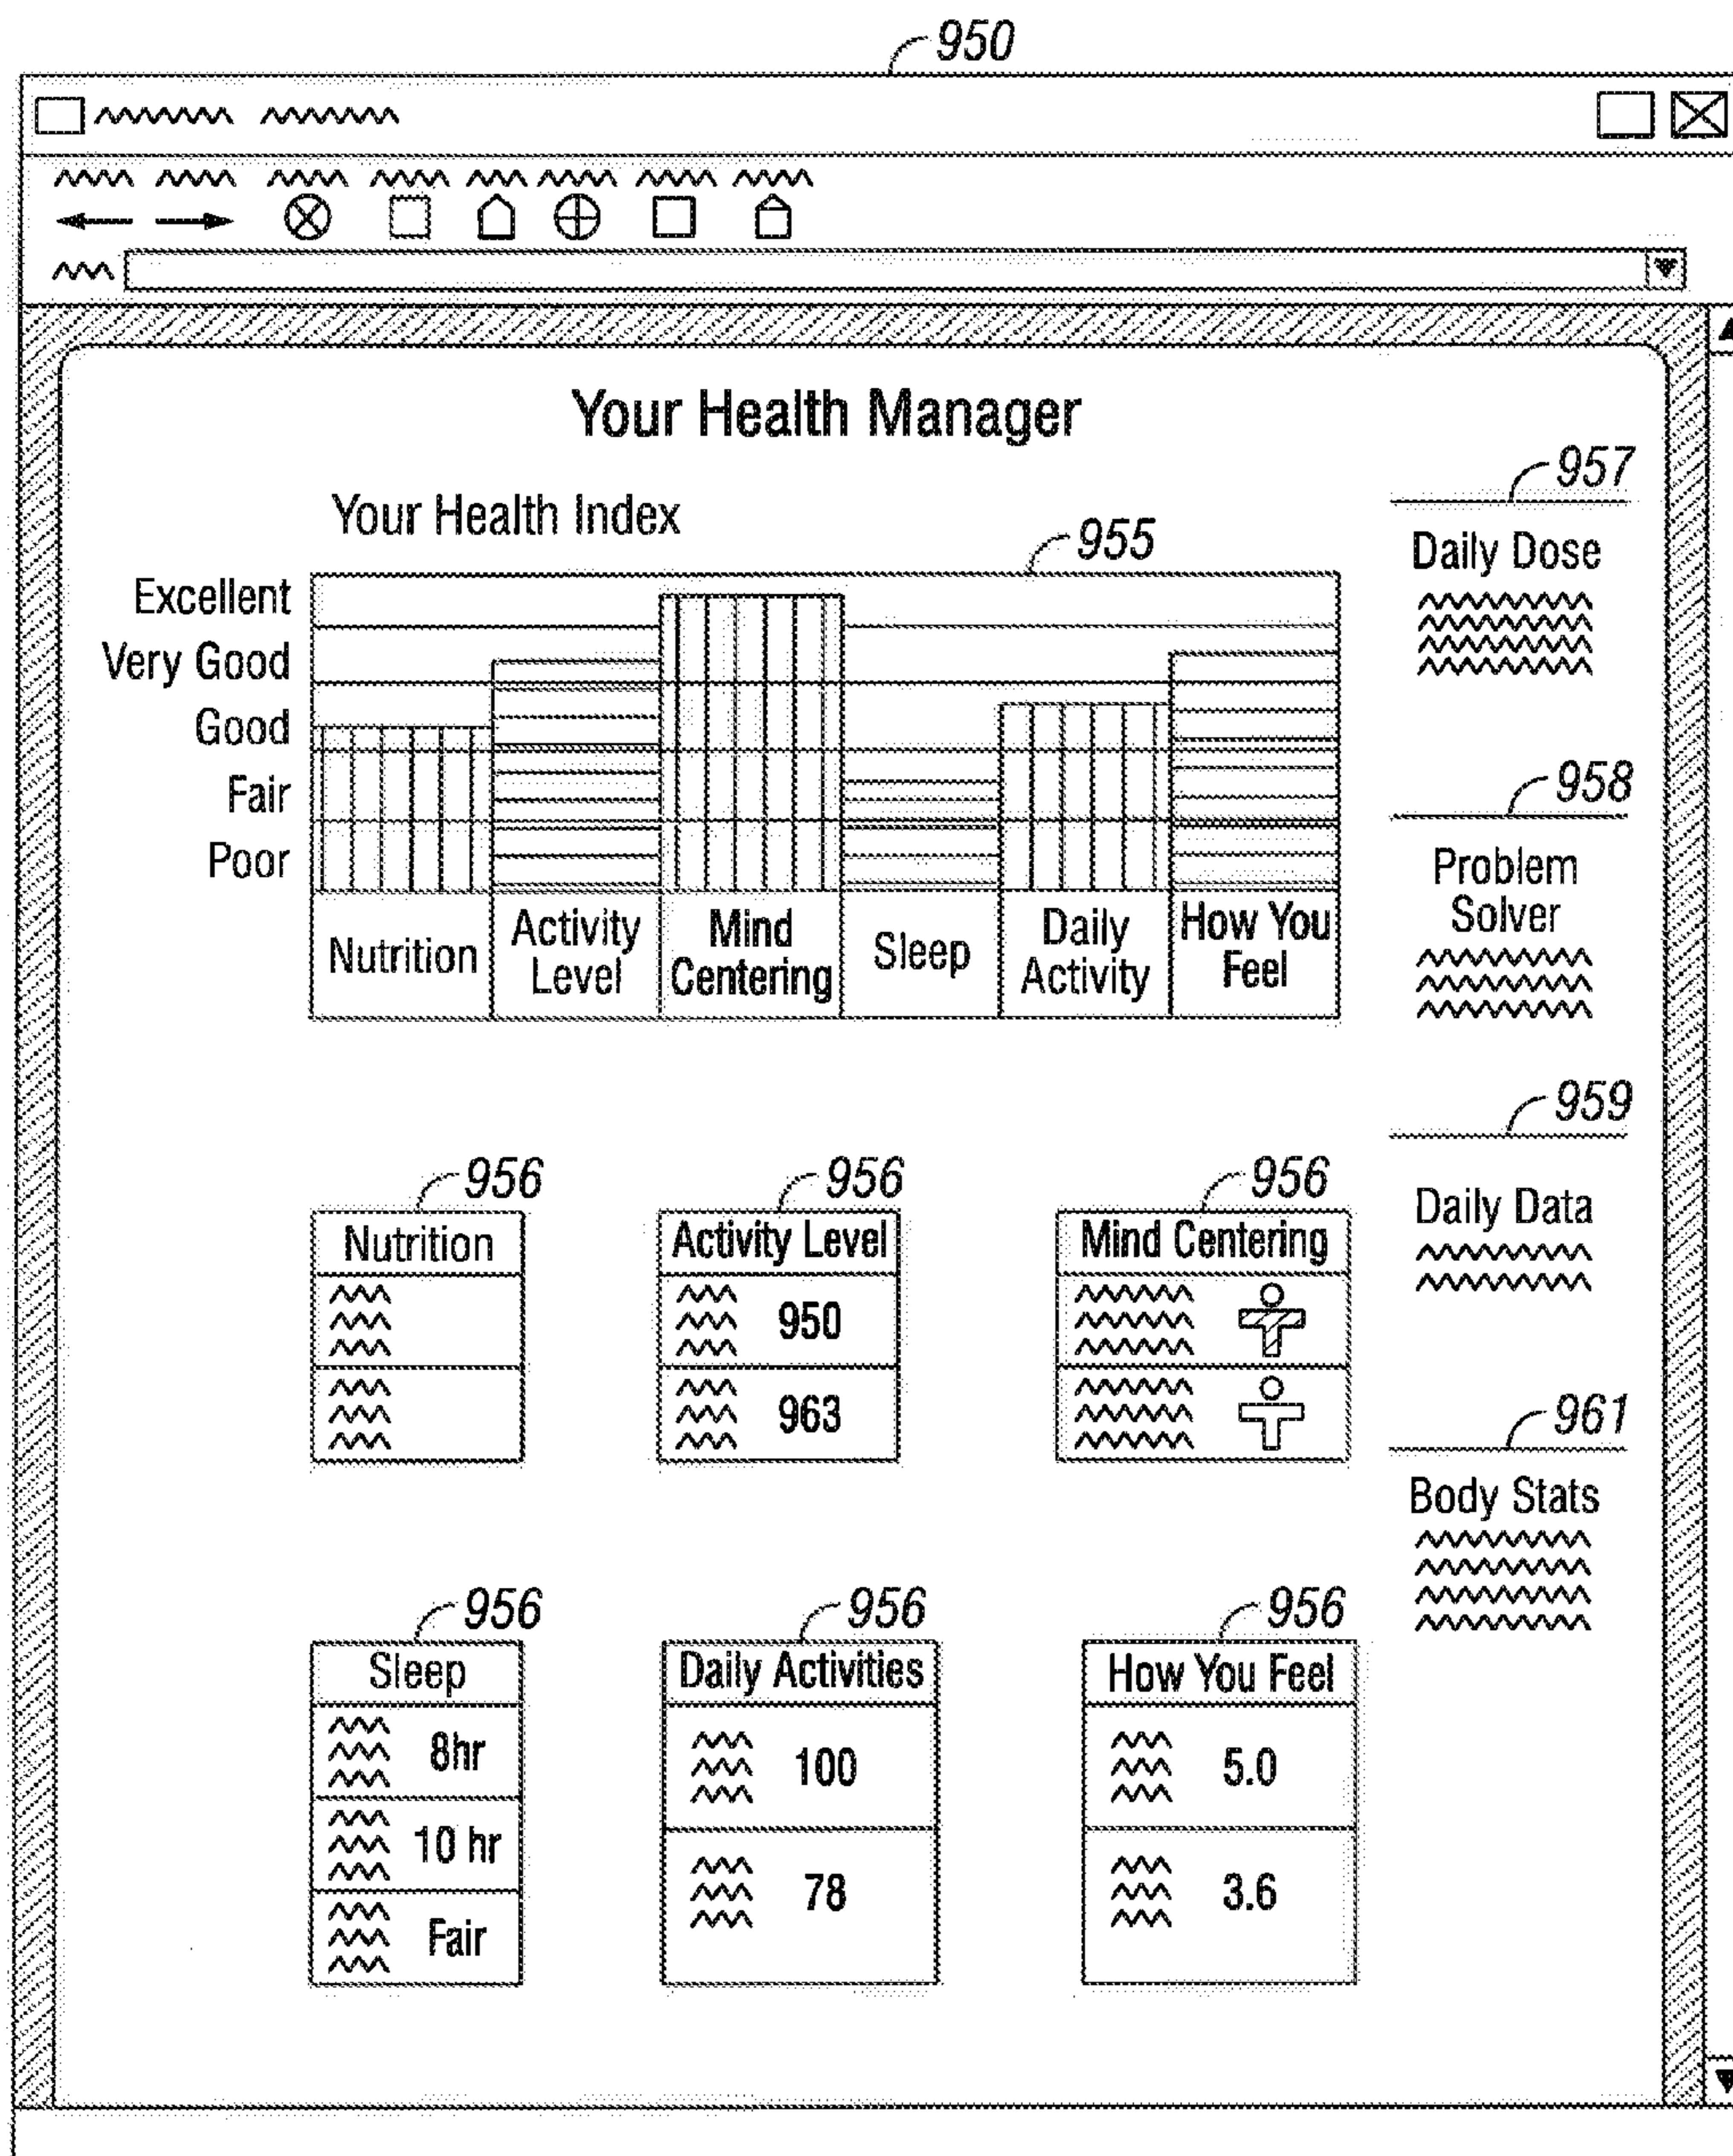 950
Your Health Manager
957
Your Health Index
955
Daily Dose
Excellent
Very Good
Good
Fair
Poor
958
Problem
Solver
Nutrition
Activity
Level
Mind
Centering
Sleep
Daily
Activity
How You
Feel
959
Daily Data
956
Nutrition
956
Activity Level
950
963
956
Mind Centering
961
Body Stats
956
Sleep
8hr
10 hr
Fair
956
Daily Activities
100
78
956
How You Feel
5.0
3.6